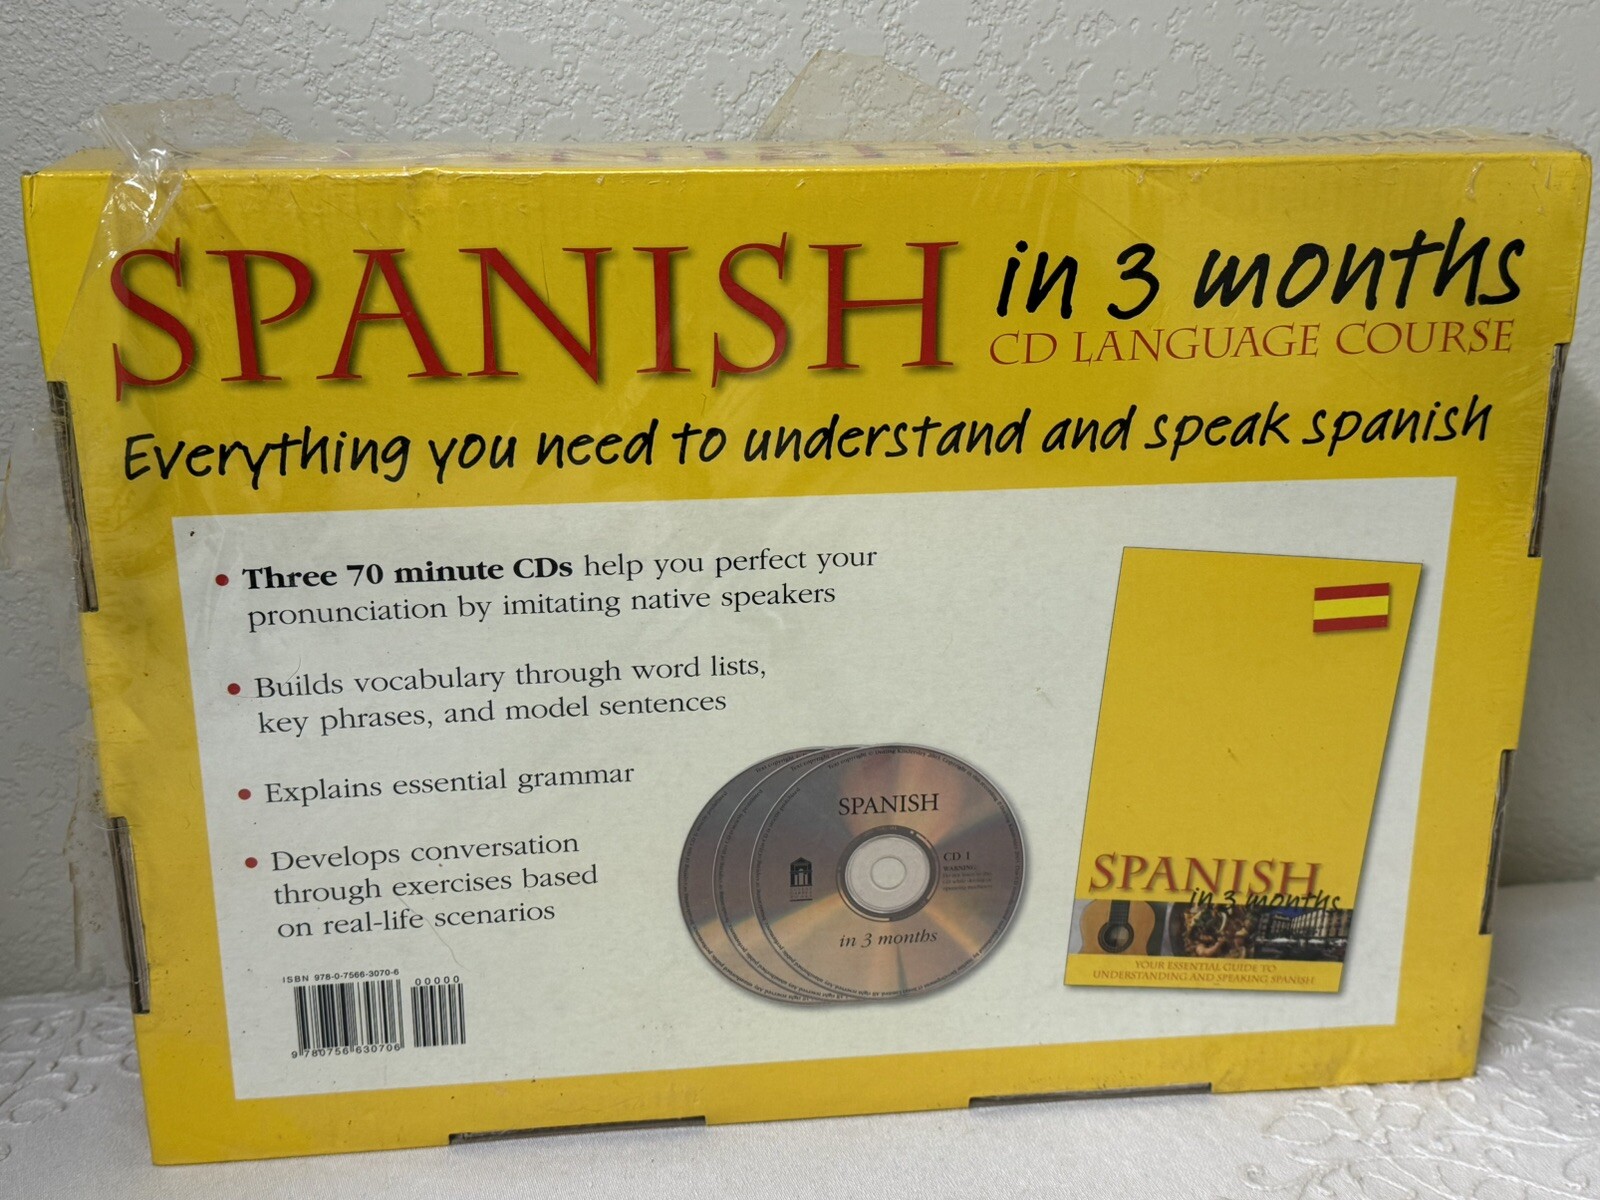 SPANISH in 3 months
CD LANGUAGE COURSE
Everything you need to understand and speak spanish
• Three 70 minute CDs help you perfect your
pronunciation by imitating native speakers
• Builds vocabulary through word lists,
key phrases, and model sentences
• Explains essential grammar
• Develops conversation
through exercises based
on real-life scenarios
ISBN 978-0-7566-3070-6
00000
9 780756 630706
SPANISH
CD 1
WARNING:
in 3 months
SPANISH
in 3 months
YOUR ESSENTIAL GUIDE TO
UNDERSTANDING AND SPEAKING SPANISH